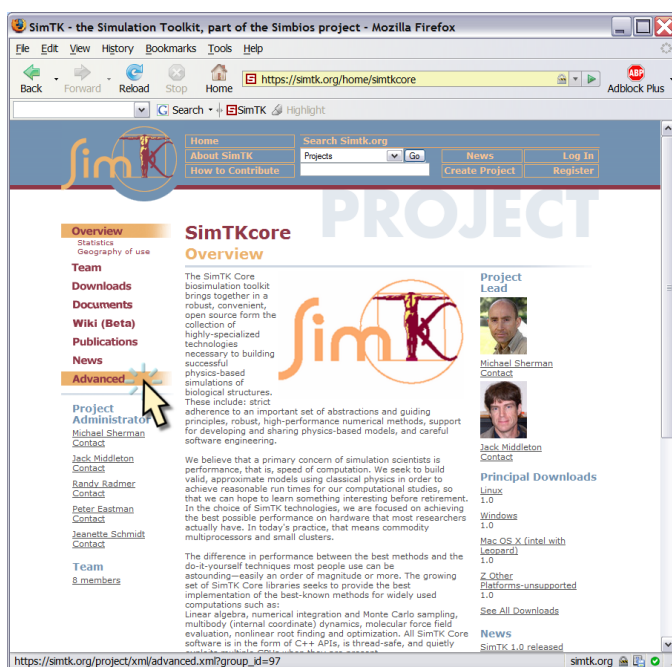 SimTK - the Simulation Toolkit, part of the Simbios project - Mozilla Firefox
File Edit View History Bookmarks Tools Help
Back Forward Reload Stop Home https://simtk.org/home/simtkcore ABP Adblock Plus
G Search SimTK Highlight
SimTK
Home
About SimTK
How to Contribute
Search Simtk.org
Projects Go
News Log In
Create Project Register
PROJECT
Overview
Statistics
Geography of use
Team
Downloads
Documents
Wiki (Beta)
Publications
News
Advanced
Project
Administrator
Michael Sherman
Contact
Jack Middleton
Contact
Randy Radmer
Contact
Peter Eastman
Contact
Jeanette Schmidt
Contact
Team
8 members
SimTKcore
Overview
The SimTK Core
biosimulation toolkit
brings together in a
robust, convenient,
open source form the
collection of
highly-specialized
technologies
necessary to building
successful
physics-based
simulations of
biological structures.
These include: strict
adherence to an important set of abstractions and guiding
principles, robust, high-performance numerical methods, support
for developing and sharing physics-based models, and careful
software engineering.
SimTK
We believe that a primary concern of simulation scientists is
performance, that is, speed of computation. We seek to build
valid, approximate models using classical physics in order to
achieve reasonable run times for our computational studies, so
that we can hope to learn something interesting before retirement.
In the choice of SimTK technologies, we are focused on achieving
the best possible performance on hardware that most researchers
actually have. In today's practice, that means commodity
multiprocessors and small clusters.
The difference in performance between the best methods and the
do-it-yourself techniques most people use can be
astounding—easily an order of magnitude or more. The growing
set of SimTK Core libraries seeks to provide the best
implementation of the best-known methods for widely used
computations such as:
Linear algebra, numerical integration and Monte Carlo sampling,
multibody (internal coordinate) dynamics, molecular force field
evaluation, nonlinear root finding and optimization. All SimTK Core
software is in the form of C++ APIs, is thread-safe, and quietly
Project
Lead
Michael Sherman
Contact
Jack Middleton
Contact
Principal Downloads
Linux
1.0
Windows
1.0
Mac OS X (intel with
Leopard)
1.0
Z Other
Platforms-unsupported
1.0
See All Downloads
News
SimTK 1.0 released
https://simtk.org/project/xml/advanced.xml?group_id=97 simtk.org